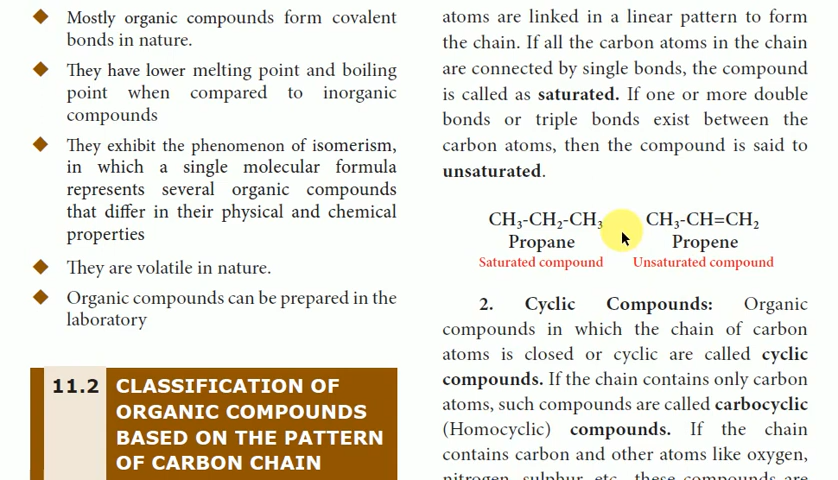 Mostly organic compounds form covalent
bonds in nature.
They have lower melting point and boiling
point when compared to inorganic
compounds
They exhibit the phenomenon of isomerism,
in which a single molecular formula
represents several organic compounds
that differ in their physical and chemical
properties
They are volatile in nature.
Organic compounds can be prepared in the
laboratory
11.2 CLASSIFICATION OF
ORGANIC COMPOUNDS
BASED ON THE PATTERN
OF CARBON CHAIN
atoms are linked in a linear pattern to form
the chain. If all the carbon atoms in the chain
are connected by single bonds, the compound
is called as saturated. If one or more double
bonds or triple bonds exist between the
carbon atoms, then the compound is said to
unsaturated.
CH₃-CH₂-CH₃ CH₃-CH=CH₂
Propane Propene
Saturated compound Unsaturated compound
2. Cyclic Compounds: Organic
compounds in which the chain of carbon
atoms is closed or cyclic are called cyclic
compounds. If the chain contains only carbon
atoms, such compounds are called carbocyclic
(Homocyclic) compounds. If the chain
contains carbon and other atoms like oxygen,
nitrogen, sulphur, etc., these compounds are